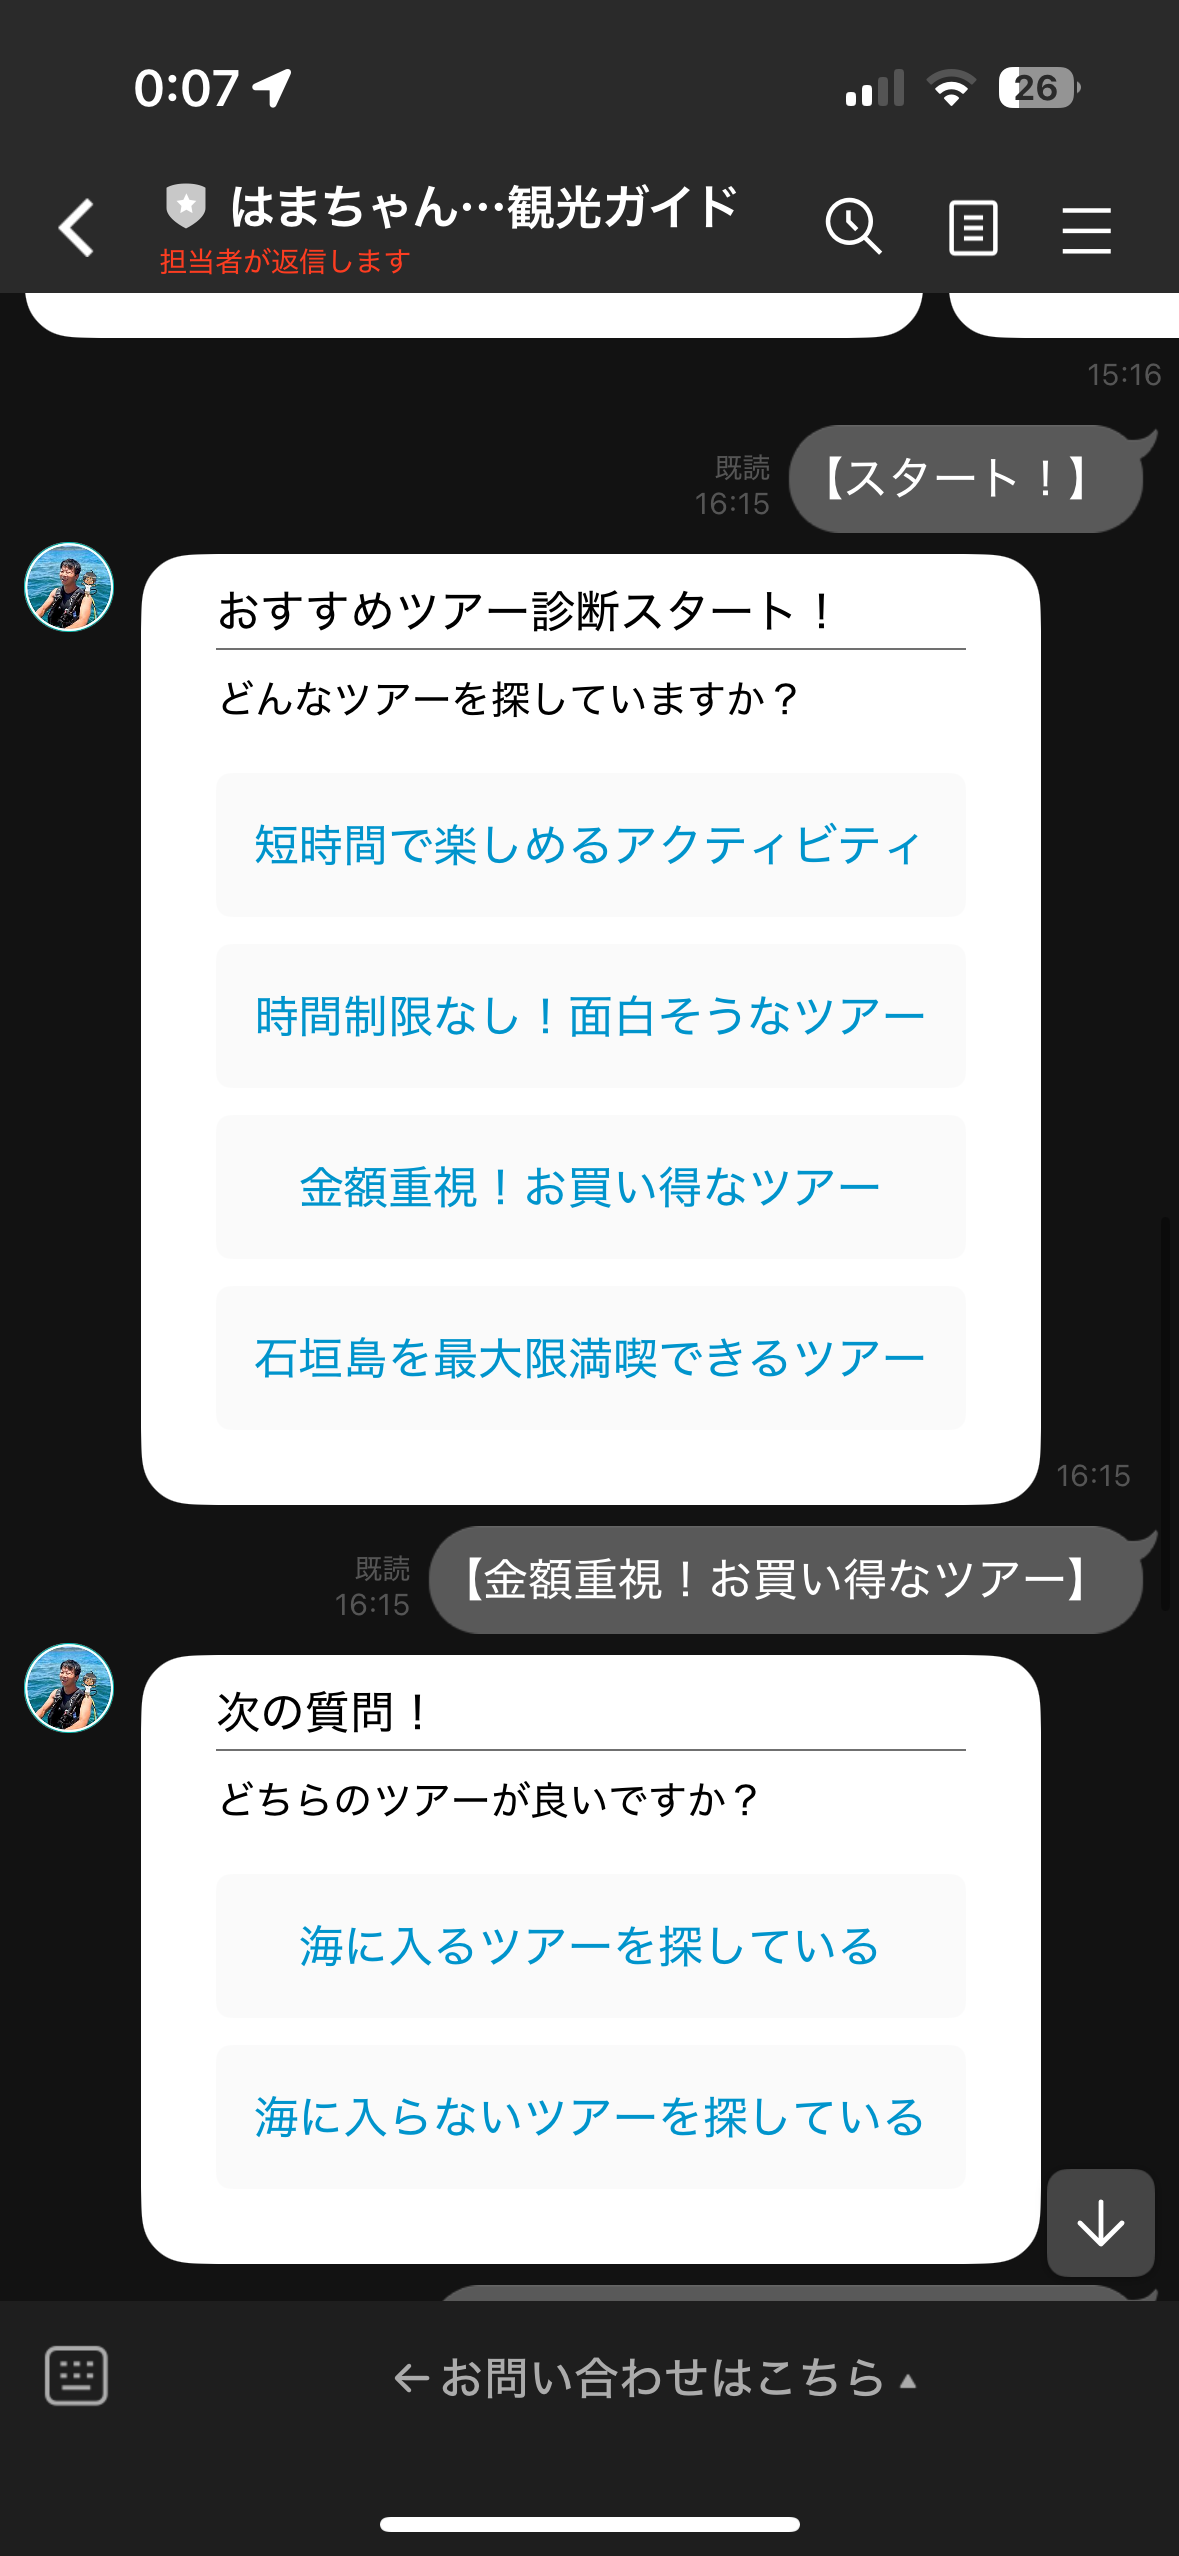 0:07
26
はまちゃん…観光ガイド
担当者が返信します
15:16
既読
16:15
【スタート！】
おすすめツアー診断スタート！
どんなツアーを探していますか？
短時間で楽しめるアクティビティ
時間制限なし！面白そうなツアー
金額重視！お買い得なツアー
石垣島を最大限満喫できるツアー
16:15
既読
16:15
【金額重視！お買い得なツアー】
次の質問！
どちらのツアーが良いですか？
海に入るツアーを探している
海に入らないツアーを探している
←お問い合わせはこちら▲